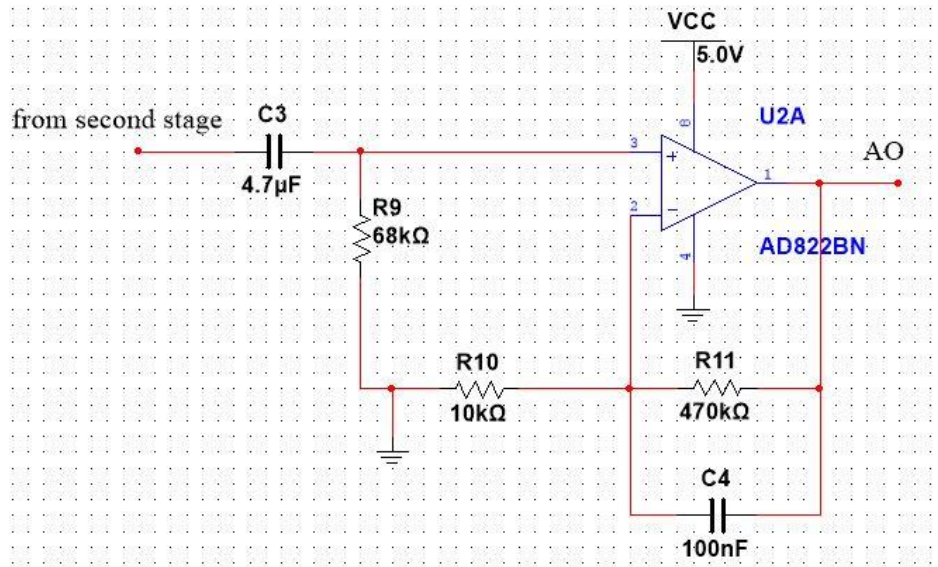 VCC
5.0V
from second stage
C3
4.7µF
8
U2A
3
+
AO
1
2
−
AD822BN
4
R9
68kΩ
R10
10kΩ
R11
470kΩ
C4
100nF